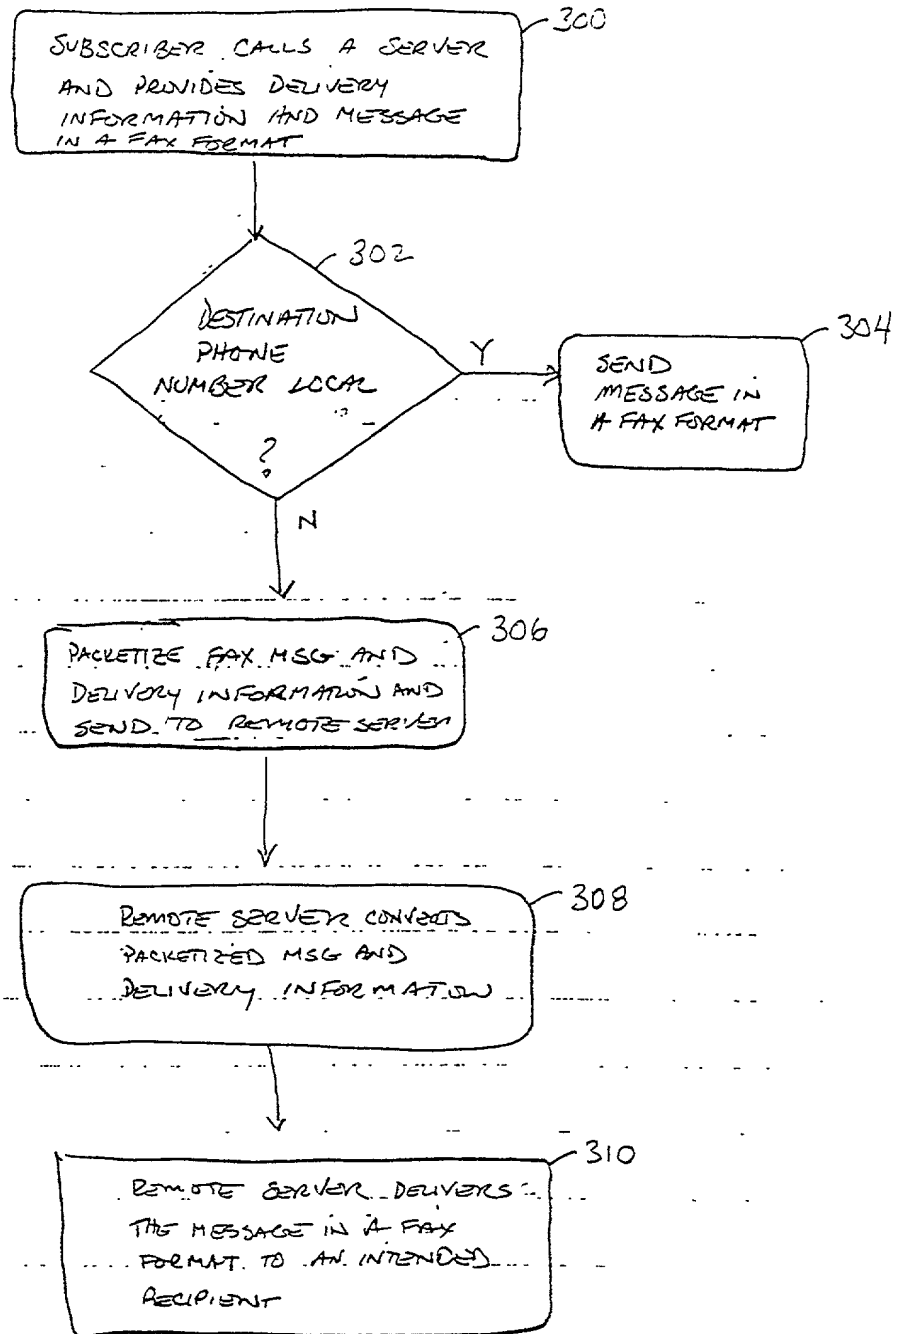 300
SUBSCRIBER CALLS A SERVER
AND PROVIDES DELIVERY
INFORMATION AND MESSAGE
IN A FAX FORMAT
302
DESTINATION
PHONE
NUMBER LOCAL
?
Y
304
SEND
MESSAGE IN
A FAX FORMAT
N
306
PACKETIZE FAX MSG AND
DELIVERY INFORMATION AND
SEND TO REMOTE SERVER
308
REMOTE SERVER CONVERTS
PACKETIZED MSG AND
DELIVERY INFORMATION
310
REMOTE SERVER DELIVERS
THE MESSAGE IN A FAX
FORMAT TO AN INTENDED
RECIPIENT